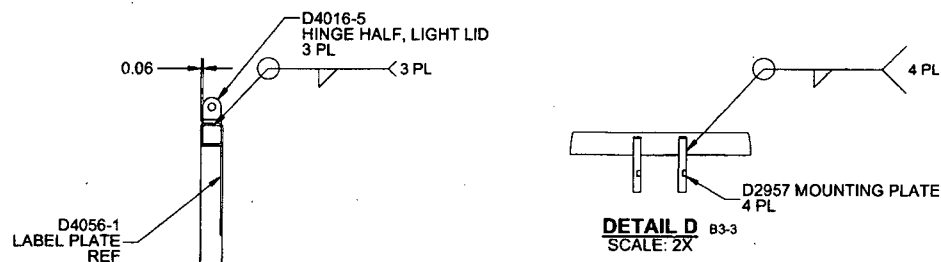 D4016-5
HINGE HALF, LIGHT LID
3 PL
0.06
3 PL
D4056-1
LABEL PLATE
REF
4 PL
D2957 MOUNTING PLATE
4 PL
DETAIL D B3-3
SCALE: 2X